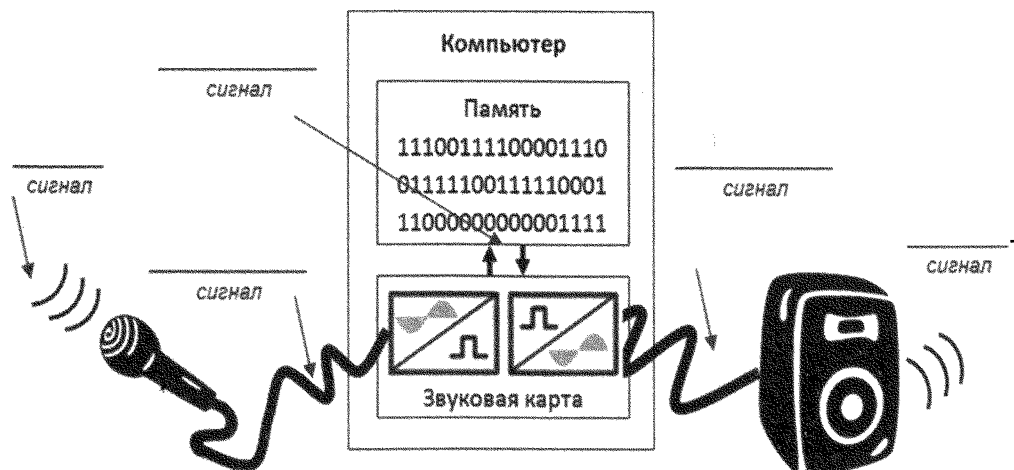 Компьютер
сигнал
Память
11100111100001110
01111100111110001
11000000000001111
сигнал
сигнал
сигнал
сигнал
Звуковая карта